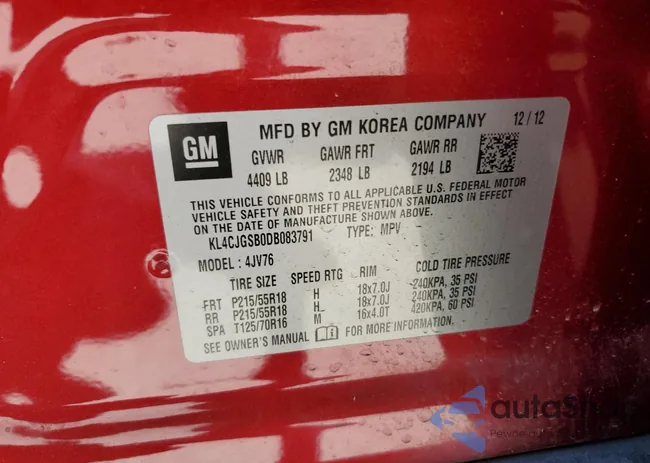 GM
MFD BY GM KOREA COMPANY 12/12
GVWR GAWR FRT GAWR RR
4409 LB 2348 LB 2194 LB
THIS VEHICLE CONFORMS TO ALL APPLICABLE U.S. FEDERAL MOTOR
VEHICLE SAFETY AND THEFT PREVENTION STANDARDS IN EFFECT
ON THE DATE OF MANUFACTURE SHOWN ABOVE.
KL4CJGSB0DB083791 TYPE: MPV
MODEL: 4JV76
TIRE SIZE SPEED RTG RIM COLD TIRE PRESSURE
FRT P215/55R18 H 18x7.0J 240KPA, 35 PSI
RR P215/55R18 H 18x7.0J 240KPA, 35 PSI
SPA T125/70R16 M 16x4.0T 420KPA, 60 PSI
SEE OWNER'S MANUAL FOR MORE INFORMATION.
autaSh
Pewne